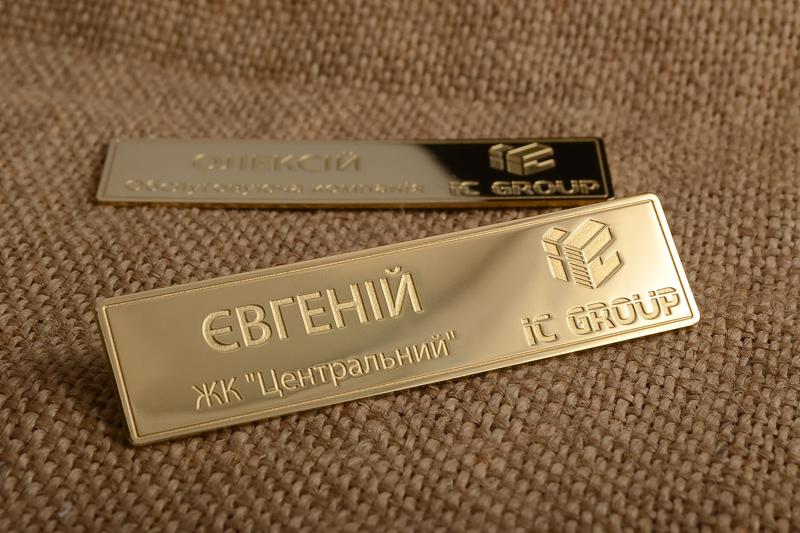 ОЛЕКСІЙ
Обслуговуюча компанія
iC GROUP
ЄВГЕНІЙ
ЖК "Центральний"
iC GROUP